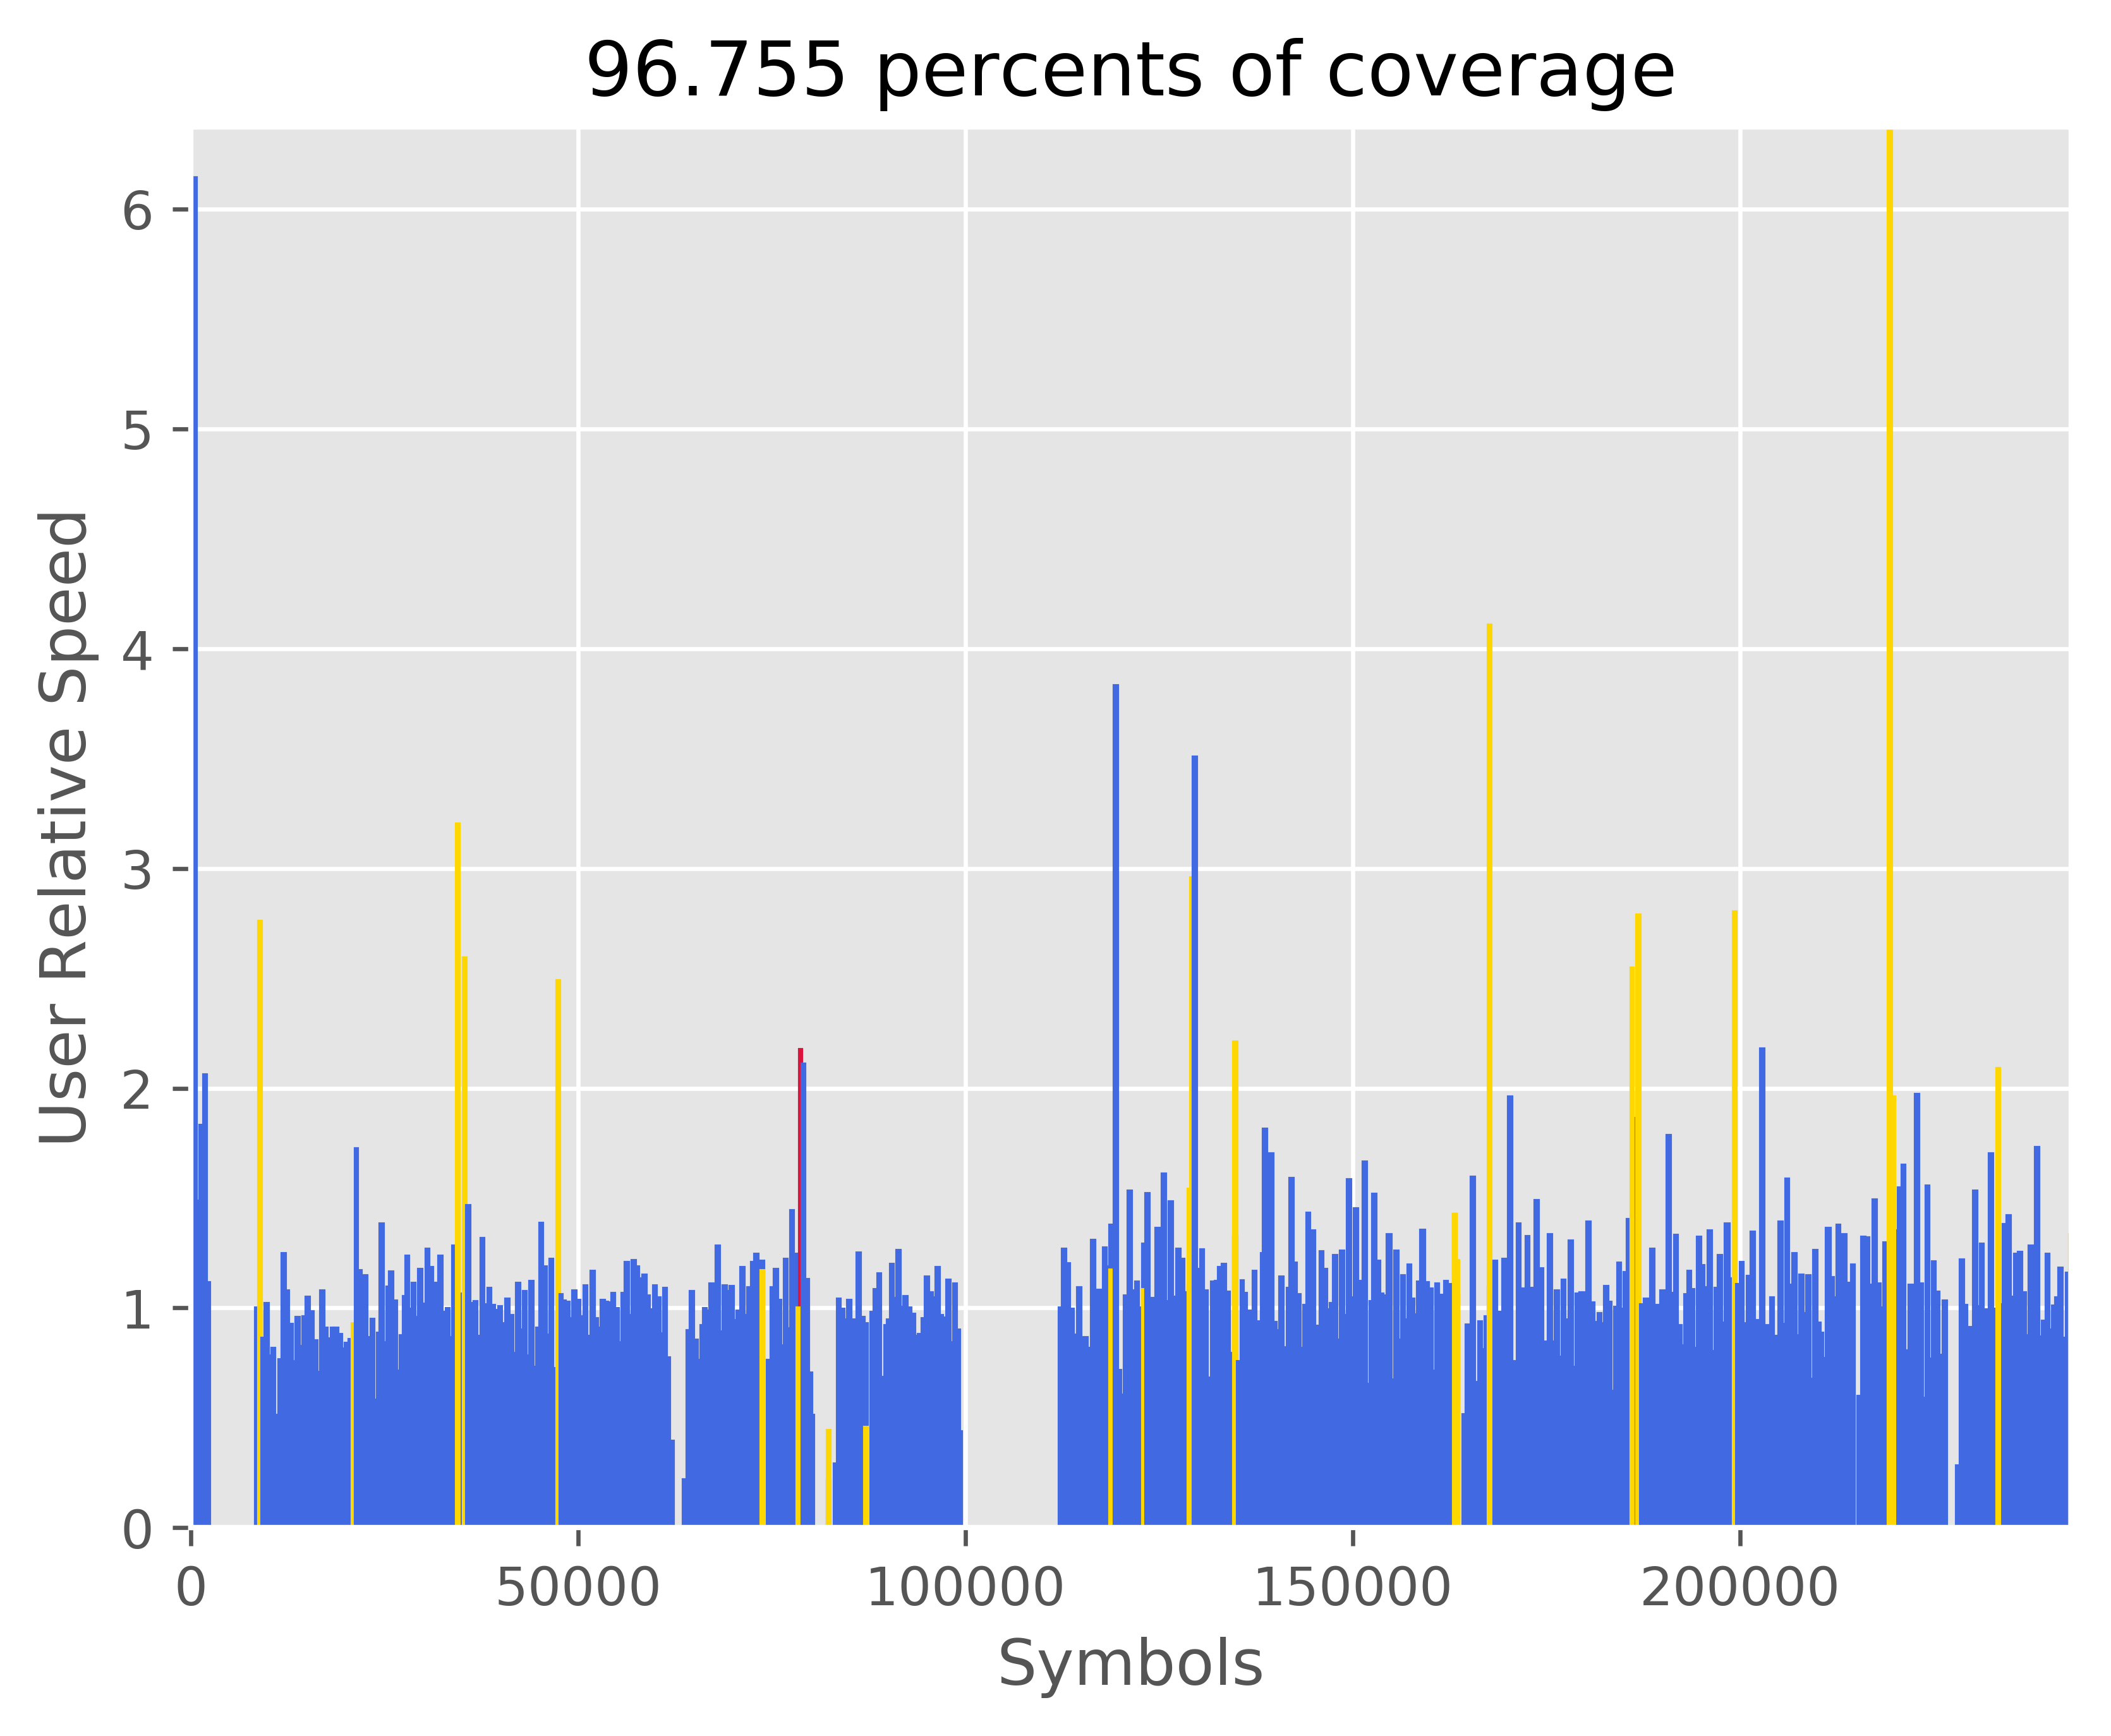 96.755 percents of coverage
User Relative Speed
6
5
4
3
2
1
0
0 50000 100000 150000 200000
Symbols